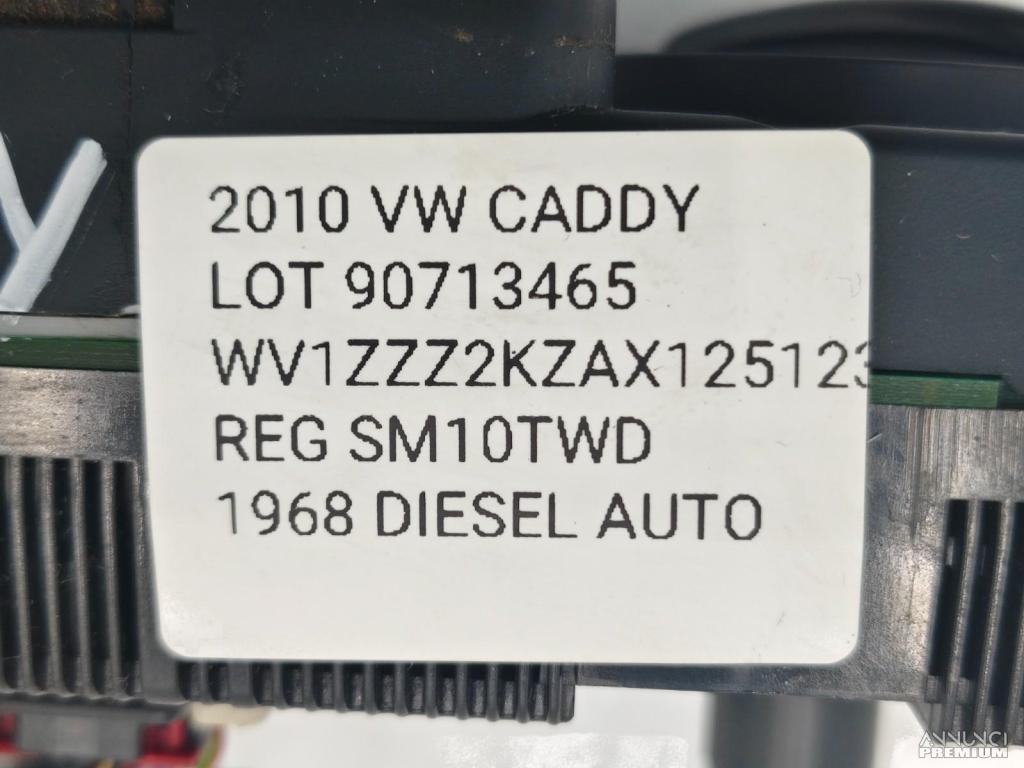 2010 VW CADDY
LOT 90713465
WV1ZZZ2KZAX125123
REG SM10TWD
1968 DIESEL AUTO
ANNUNCI
PREMIUM